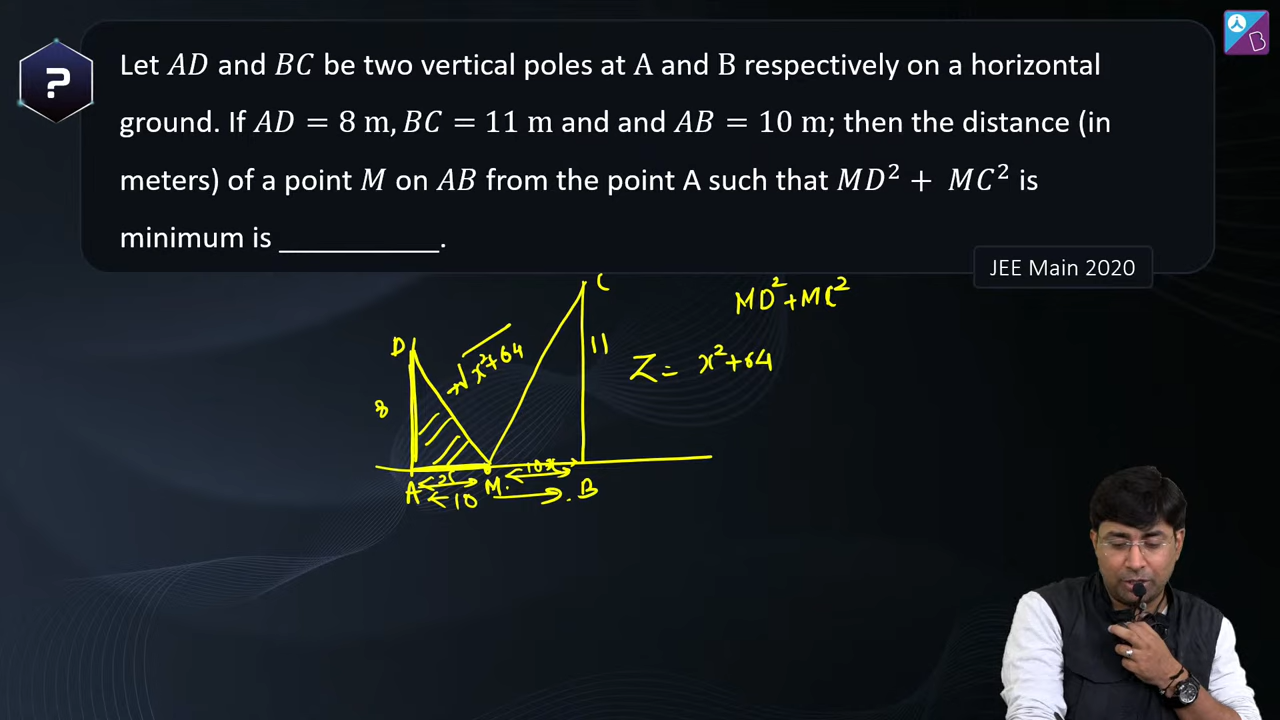 ?
Let AD and BC be two vertical poles at A and B respectively on a horizontal
ground. If AD = 8 m, BC = 11 m and and AB = 10 m; then the distance (in
meters) of a point M on AB from the point A such that MD² + MC² is
minimum is ___________.
JEE Main 2020
C
MD²+MC²
D
√x²+64
11
Z = x²+64
8
x
10-x
A
10
M
B